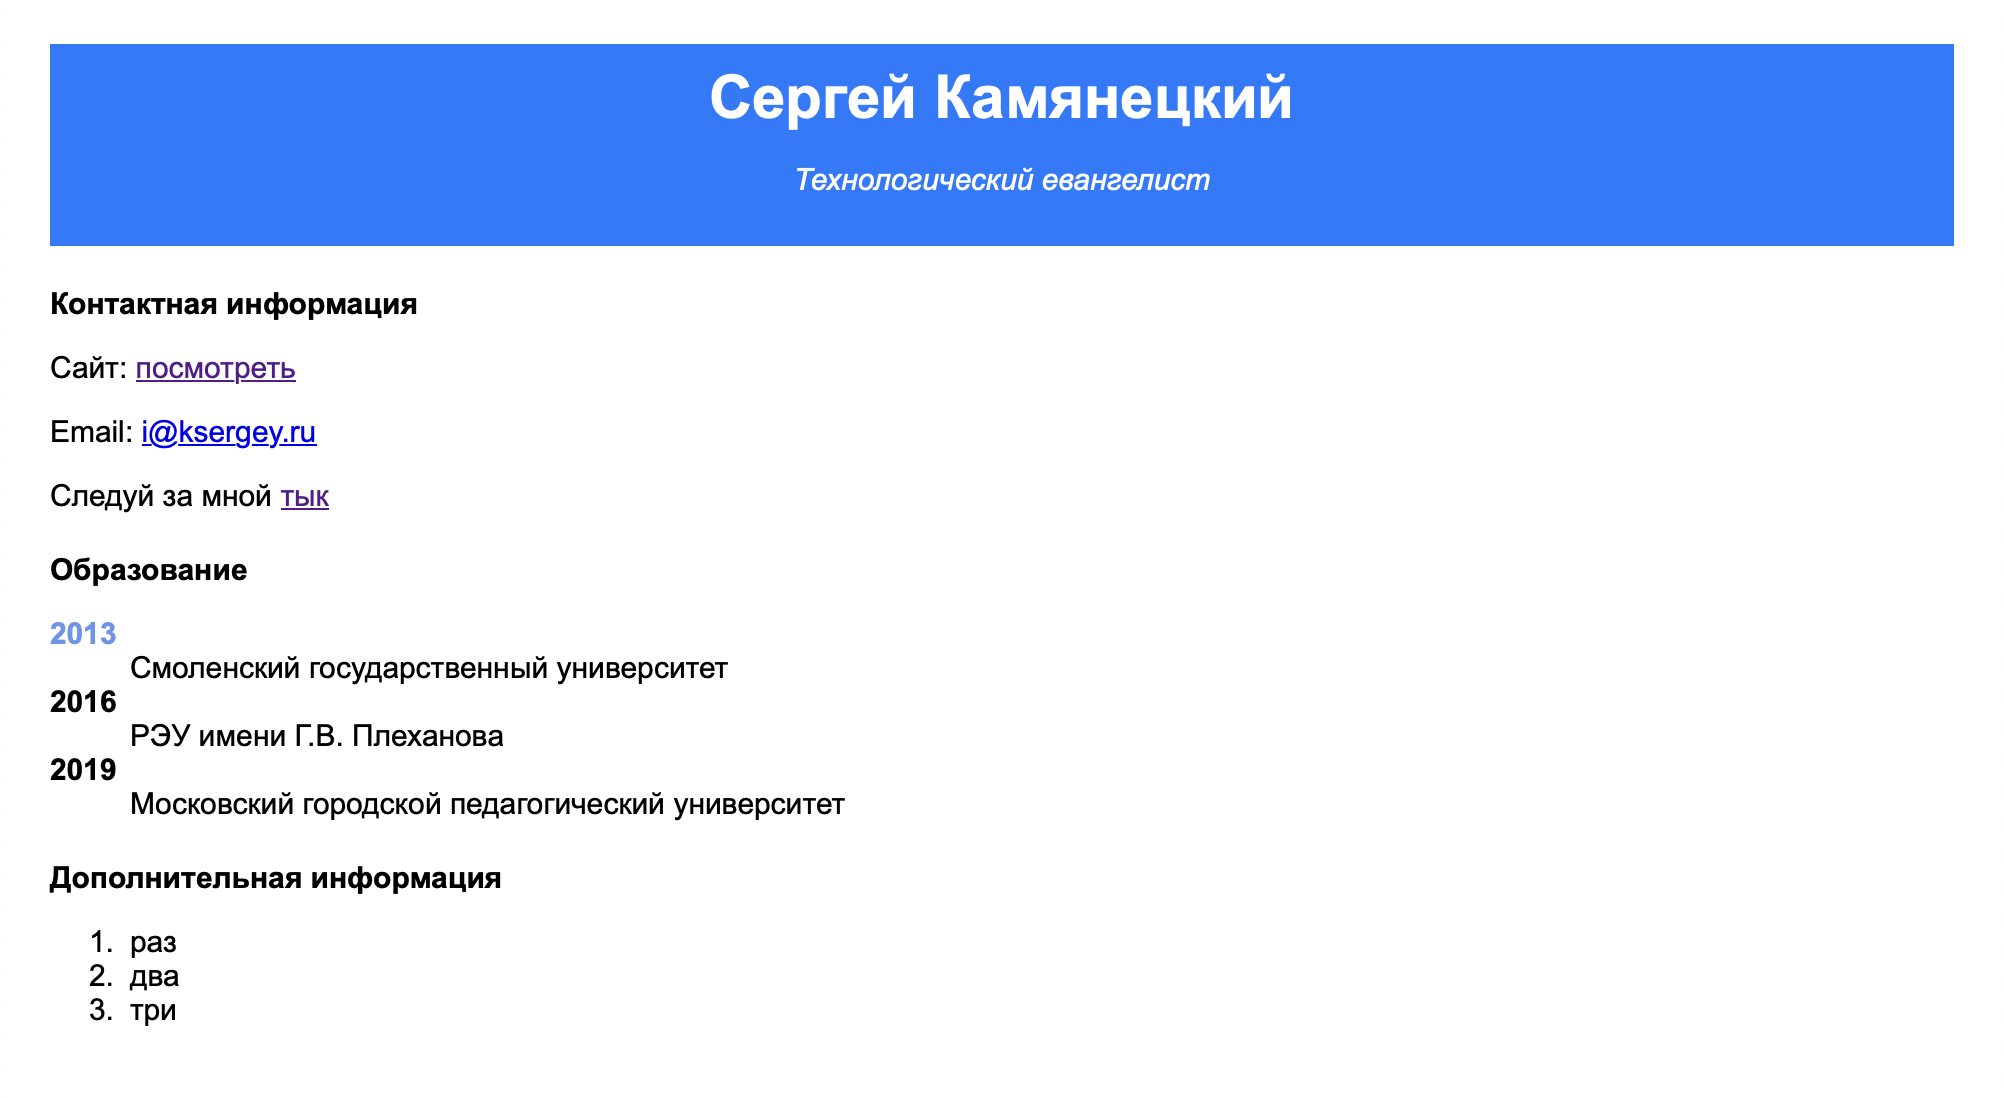 Сергей Камянецкий
Технологический евангелист
Контактная информация
Сайт: посмотреть
Email: i@ksergey.ru
Следуй за мной тык
Образование
2013
Смоленский государственный университет
2016
РЭУ имени Г.В. Плеханова
2019
Московский городской педагогический университет
Дополнительная информация
1. раз
2. два
3. три